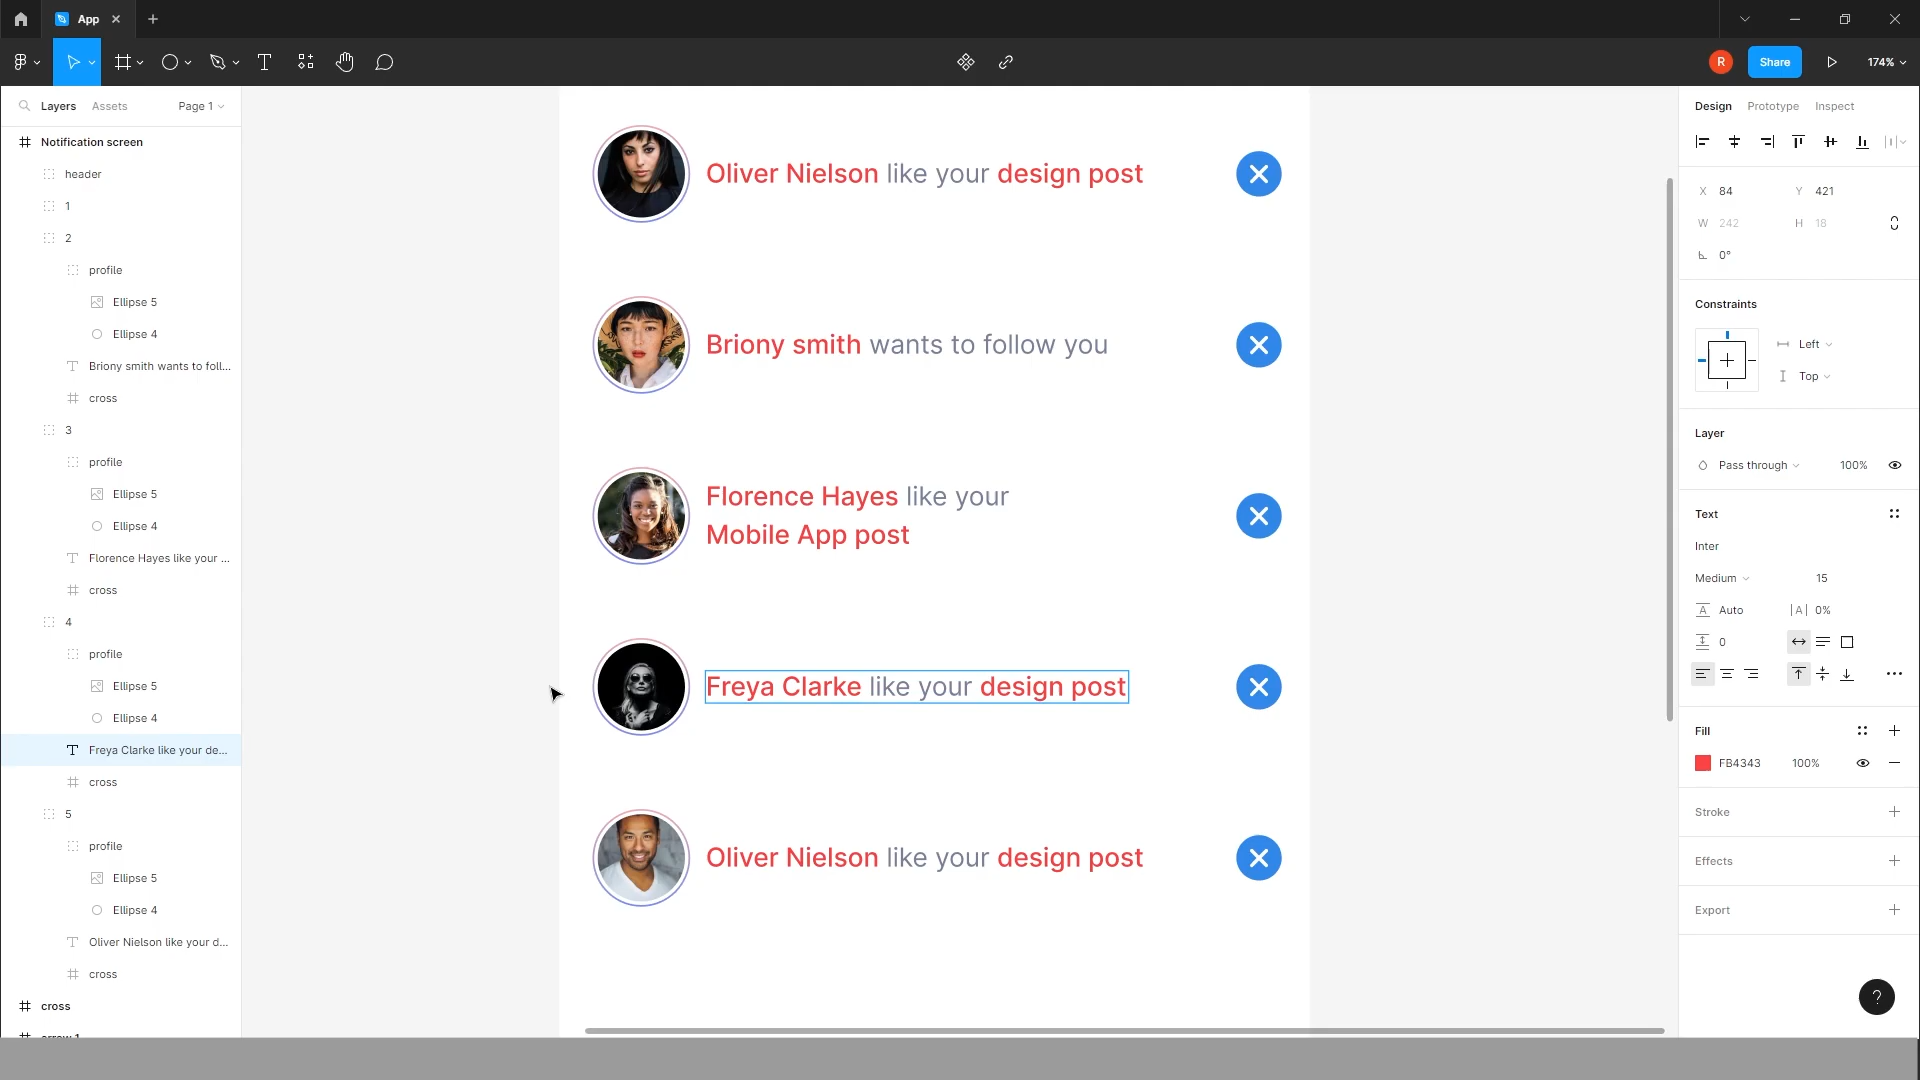 App
R
Share
174%
Layers
Assets
Page 1
Notification screen
header
1
2
profile
Ellipse 5
Ellipse 4
Briony smith wants to foll...
cross
3
profile
Ellipse 5
Ellipse 4
Florence Hayes like your ...
cross
4
profile
Ellipse 5
Ellipse 4
Freya Clarke like your de...
cross
5
profile
Ellipse 5
Ellipse 4
Oliver Nielson like your d...
cross
cross
arrow 1
Oliver Nielson like your design post
Briony smith wants to follow you
Florence Hayes like your
Mobile App post
Freya Clarke like your design post
Oliver Nielson like your design post
Design
Prototype
Inspect
X 84 Y 421
W 242 H 18
0°
Constraints
Left
Top
Layer
Pass through 100%
Text
Inter
Medium 15
A Auto |A| 0%
0
Fill
FB4343 100%
Stroke
Effects
Export
?